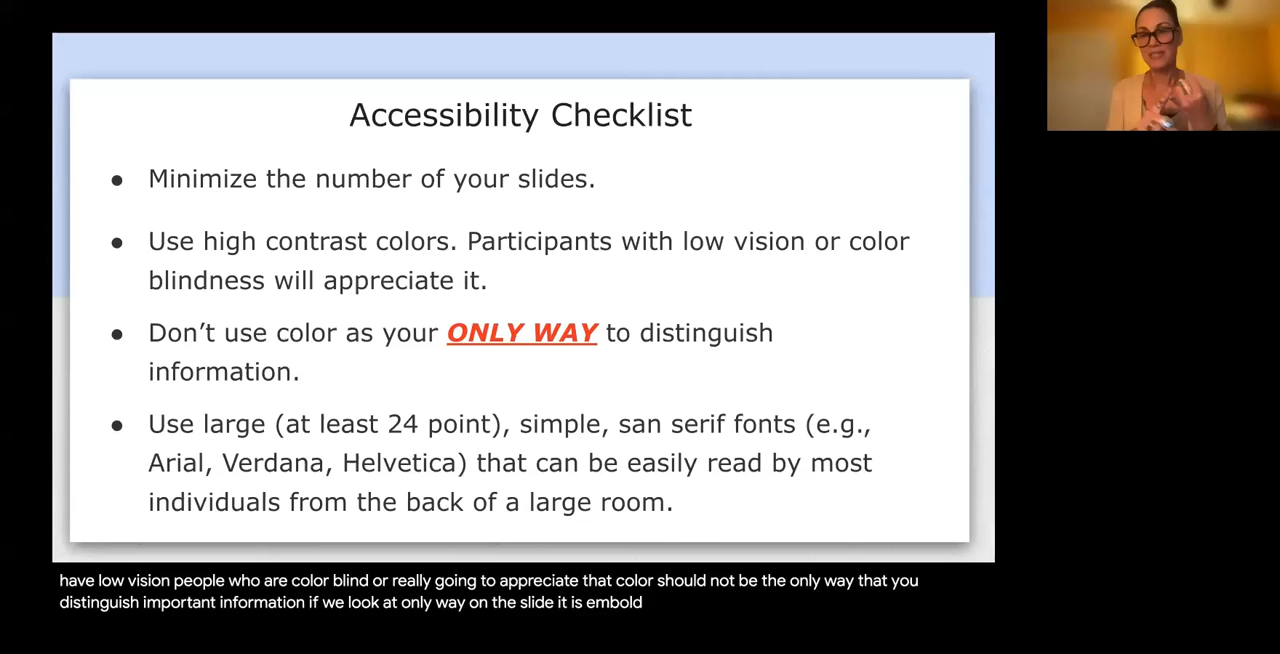 Accessibility Checklist
● Minimize the number of your slides.
● Use high contrast colors. Participants with low vision or color
blindness will appreciate it.
● Don’t use color as your ONLY WAY to distinguish
information.
● Use large (at least 24 point), simple, san serif fonts (e.g.,
Arial, Verdana, Helvetica) that can be easily read by most
individuals from the back of a large room.
have low vision people who are color blind or really going to appreciate that color should not be the only way that you
distinguish important information if we look at only way on the slide it is embold